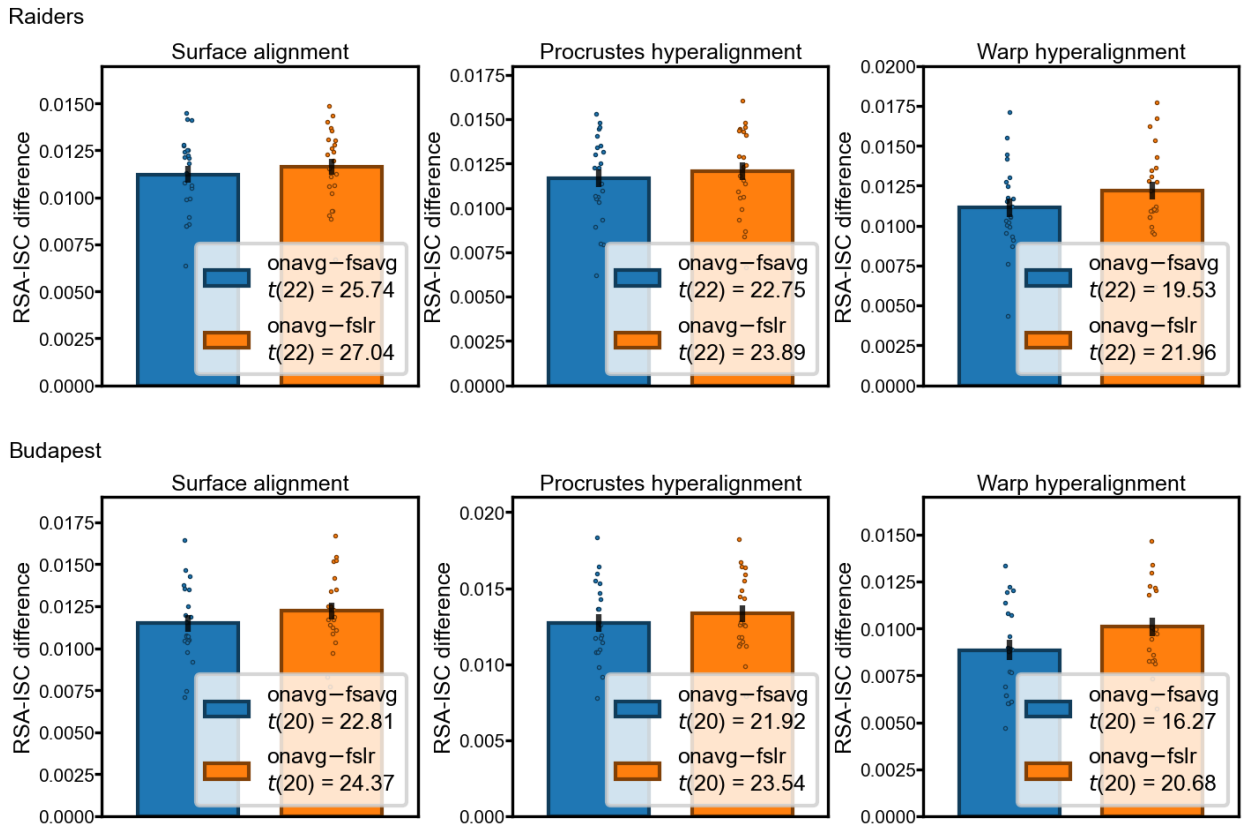 Raiders
Surface alignment
RSA-ISC difference
0.0150
0.0125
0.0100
0.0075
0.0050
0.0025
0.0000
onavg−fsavg
t(22) = 25.74
onavg−fslr
t(22) = 27.04
Procrustes hyperalignment
RSA-ISC difference
0.0175
0.0150
0.0125
0.0100
0.0075
0.0050
0.0025
0.0000
onavg−fsavg
t(22) = 22.75
onavg−fslr
t(22) = 23.89
Warp hyperalignment
RSA-ISC difference
0.0200
0.0175
0.0150
0.0125
0.0100
0.0075
0.0050
0.0025
0.0000
onavg−fsavg
t(22) = 19.53
onavg−fslr
t(22) = 21.96
Budapest
Surface alignment
RSA-ISC difference
0.0175
0.0150
0.0125
0.0100
0.0075
0.0050
0.0025
0.0000
onavg−fsavg
t(20) = 22.81
onavg−fslr
t(20) = 24.37
Procrustes hyperalignment
RSA-ISC difference
0.020
0.015
0.010
0.005
0.000
onavg−fsavg
t(20) = 21.92
onavg−fslr
t(20) = 23.54
Warp hyperalignment
RSA-ISC difference
0.0150
0.0125
0.0100
0.0075
0.0050
0.0025
0.0000
onavg−fsavg
t(20) = 16.27
onavg−fslr
t(20) = 20.68